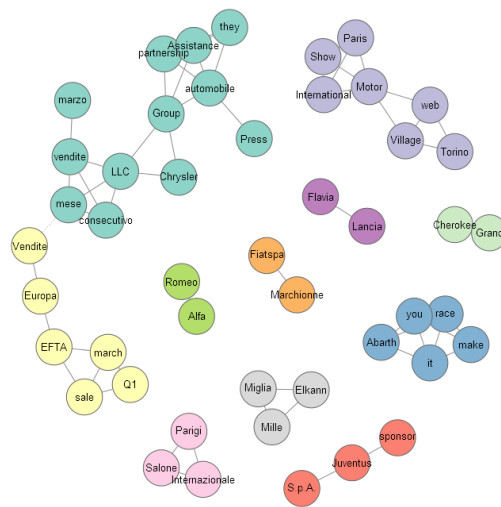 they
Assistance
partnership
automobile
marzo
Group
Press
vendite
LLC
Chrysler
mese
consecutivo
Paris
Show
International
Motor
web
Village
Torino
Flavia
Lancia
Cherokee
Grand
Vendite
Europa
EFTA
march
Q1
sale
Romeo
Alfa
Fiatspa
Marchionne
you
race
Abarth
it
make
Miglia
Elkann
Mille
Parigi
Salone
Internazionale
sponsor
Juventus
S.p.A